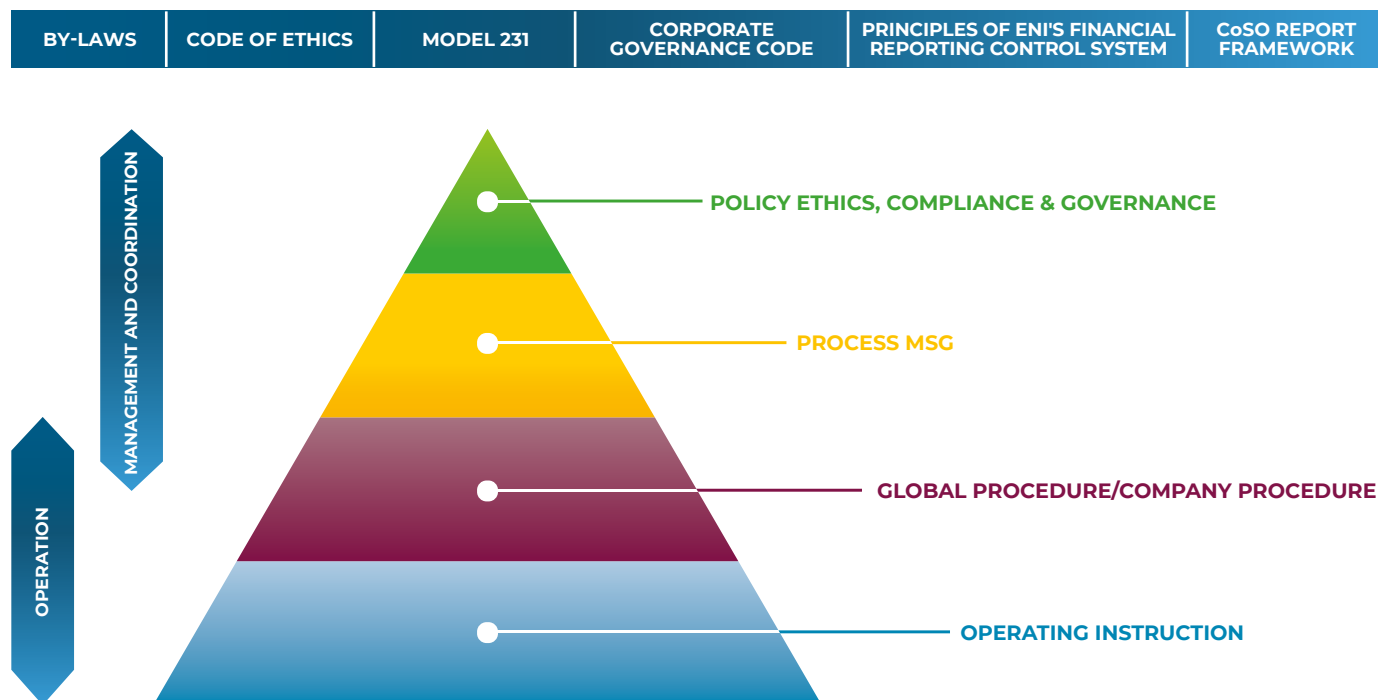 BY-LAWS
CODE OF ETHICS
MODEL 231
CORPORATE
GOVERNANCE CODE
PRINCIPLES OF ENI'S FINANCIAL
REPORTING CONTROL SYSTEM
CoSO REPORT
FRAMEWORK
MANAGEMENT AND COORDINATION
OPERATION
POLICY ETHICS, COMPLIANCE & GOVERNANCE
PROCESS MSG
GLOBAL PROCEDURE/COMPANY PROCEDURE
OPERATING INSTRUCTION